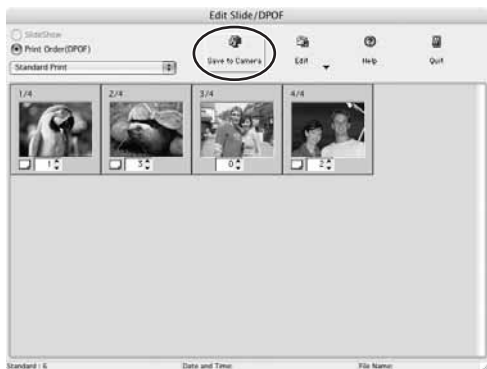 Edit Slide/DPOF
SlideShow
Print Order(DPOF)
Standard Print
Save to Camera
Edit
Help
Quit
1/4
2/4
3/4
4/4
1
3
0
2
Standard : 6
Date and Time:
File Name: